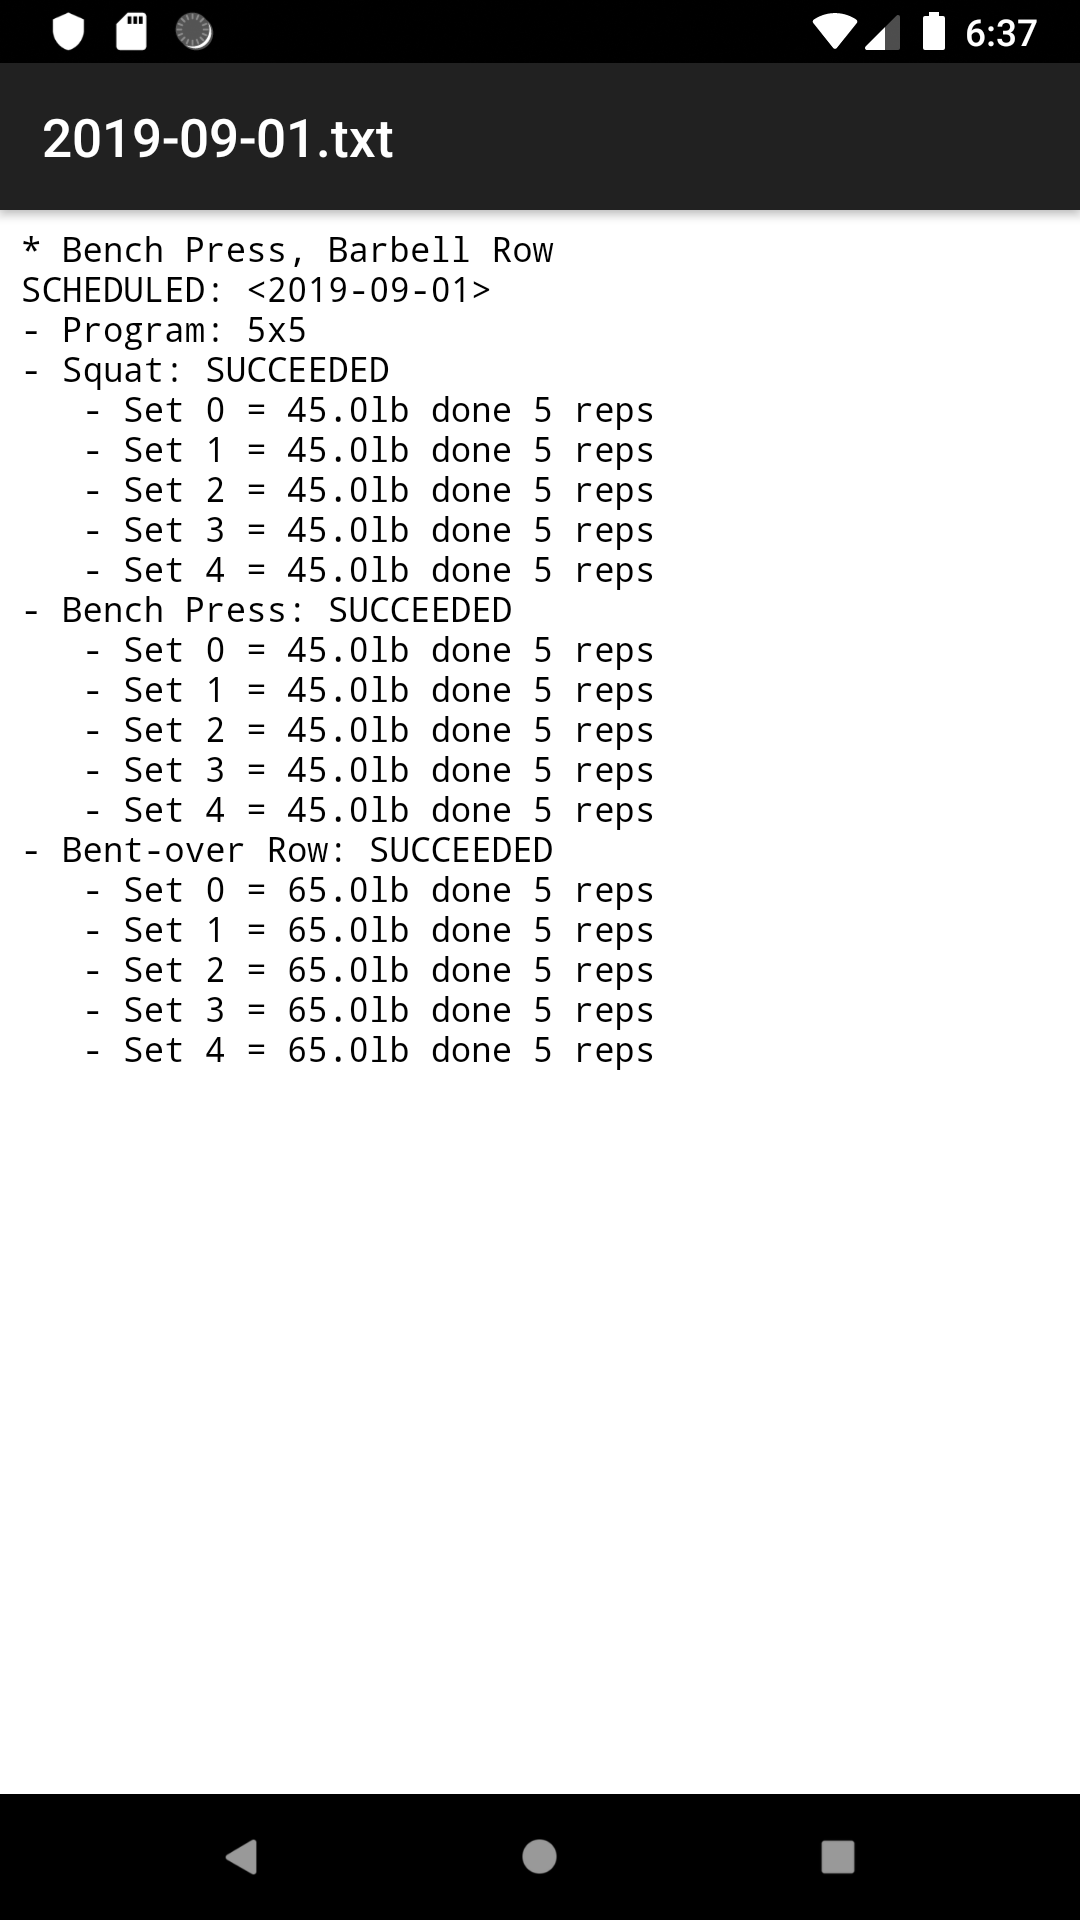 6:37
2019-09-01.txt
* Bench Press, Barbell Row
SCHEDULED: <2019-09-01>
- Program: 5x5
- Squat: SUCCEEDED
   - Set 0 = 45.0lb done 5 reps
   - Set 1 = 45.0lb done 5 reps
   - Set 2 = 45.0lb done 5 reps
   - Set 3 = 45.0lb done 5 reps
   - Set 4 = 45.0lb done 5 reps
- Bench Press: SUCCEEDED
   - Set 0 = 45.0lb done 5 reps
   - Set 1 = 45.0lb done 5 reps
   - Set 2 = 45.0lb done 5 reps
   - Set 3 = 45.0lb done 5 reps
   - Set 4 = 45.0lb done 5 reps
- Bent-over Row: SUCCEEDED
   - Set 0 = 65.0lb done 5 reps
   - Set 1 = 65.0lb done 5 reps
   - Set 2 = 65.0lb done 5 reps
   - Set 3 = 65.0lb done 5 reps
   - Set 4 = 65.0lb done 5 reps